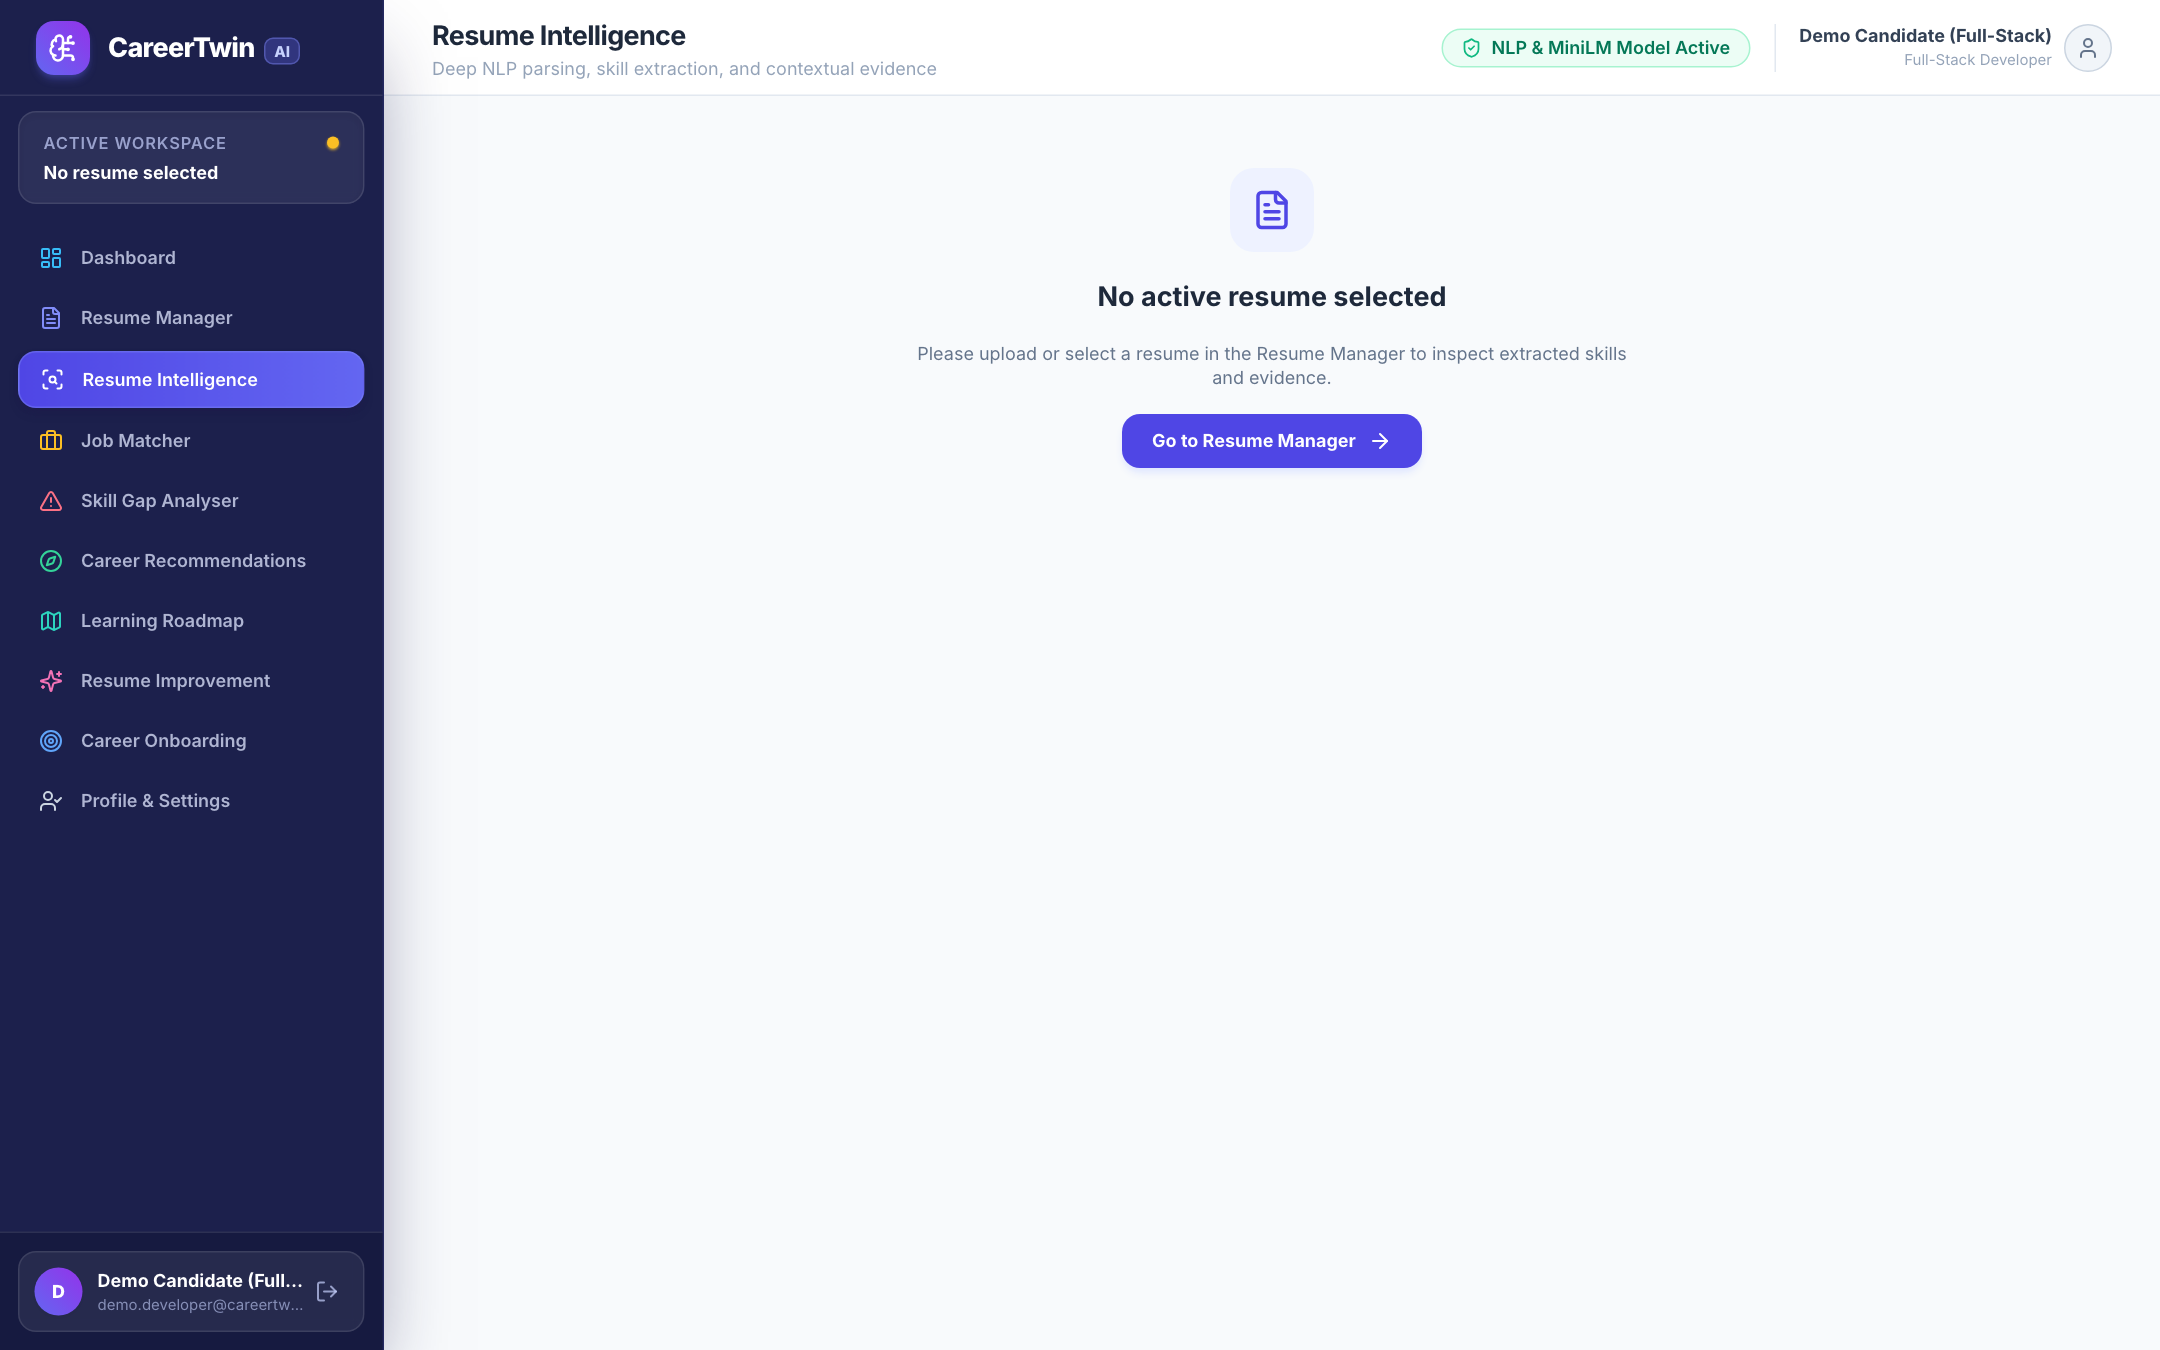 CareerTwin AI
ACTIVE WORKSPACE
No resume selected
Dashboard
Resume Manager
Resume Intelligence
Job Matcher
Skill Gap Analyser
Career Recommendations
Learning Roadmap
Resume Improvement
Career Onboarding
Profile & Settings
D
Demo Candidate (Full...
demo.developer@careertw...
Resume Intelligence
Deep NLP parsing, skill extraction, and contextual evidence
NLP & MiniLM Model Active
Demo Candidate (Full-Stack)
Full-Stack Developer
No active resume selected
Please upload or select a resume in the Resume Manager to inspect extracted skills
and evidence.
Go to Resume Manager